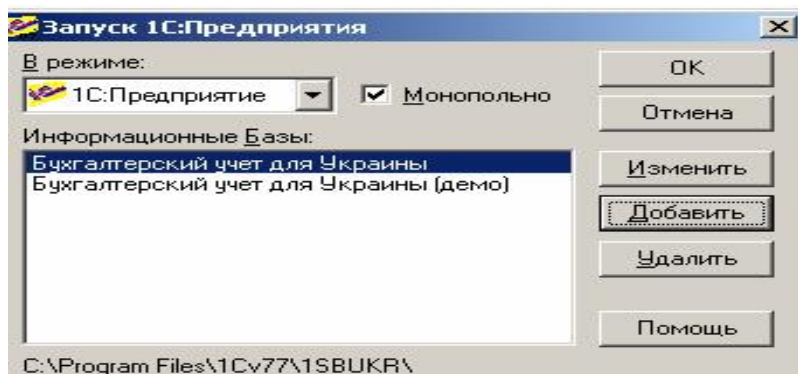 Запуск 1С:Предприятия
В режиме:
1С:Предприятие
Монопольно
Информационные Базы:
Бухгалтерский учет для Украины
Бухгалтерский учет для Украины (демо)
OK
Отмена
Изменить
Добавить
Удалить
Помощь
C:\Program Files\1Cv77\1SBUKR\